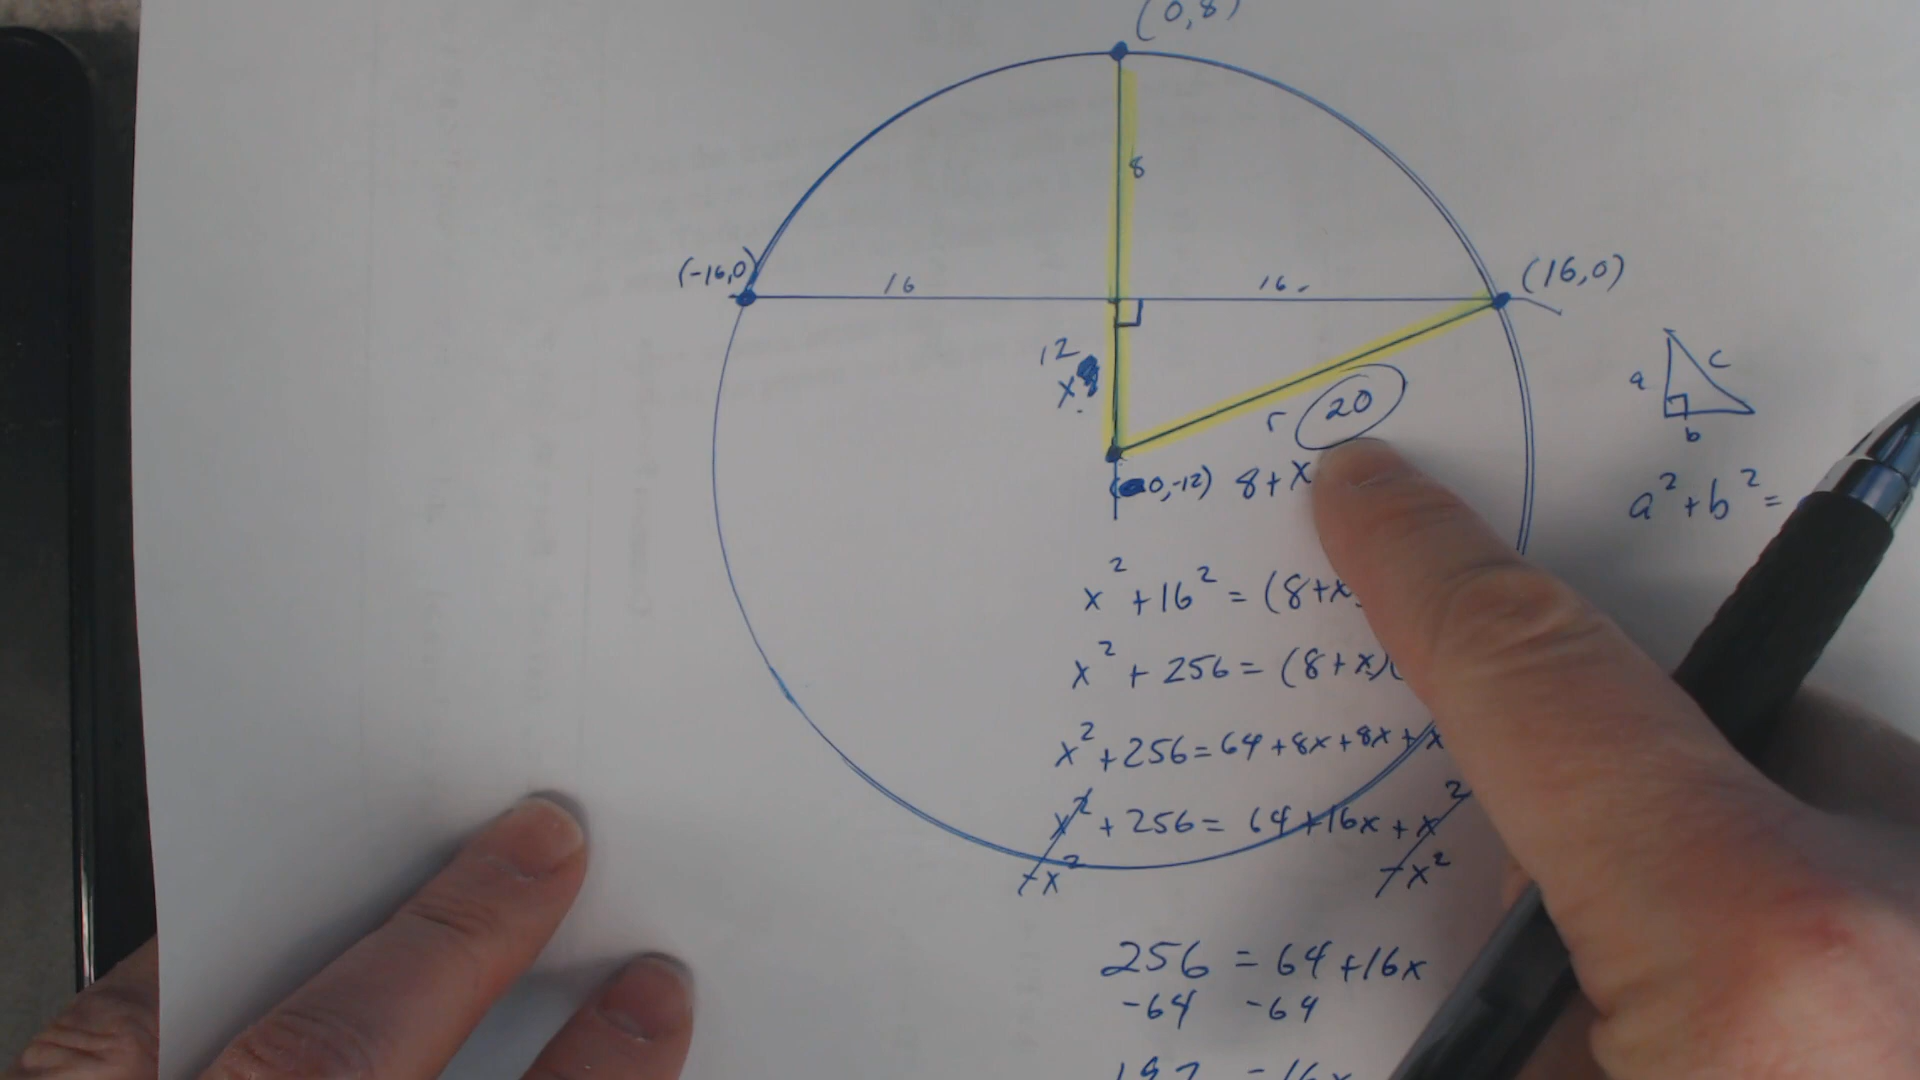 (0,8)
8
(-16,0)
16
16
(16,0)
12
x
r
20
(0,-12)
8+x
a
c
b
a² + b² =
x² + 16² = (8+x
x² + 256 = (8+x)(
x² + 256 = 64 + 8x + 8x + x
x² + 256 = 64 + 16x + x²
-x² -x²
256 = 64 + 16x
-64 -64
192 = 16x